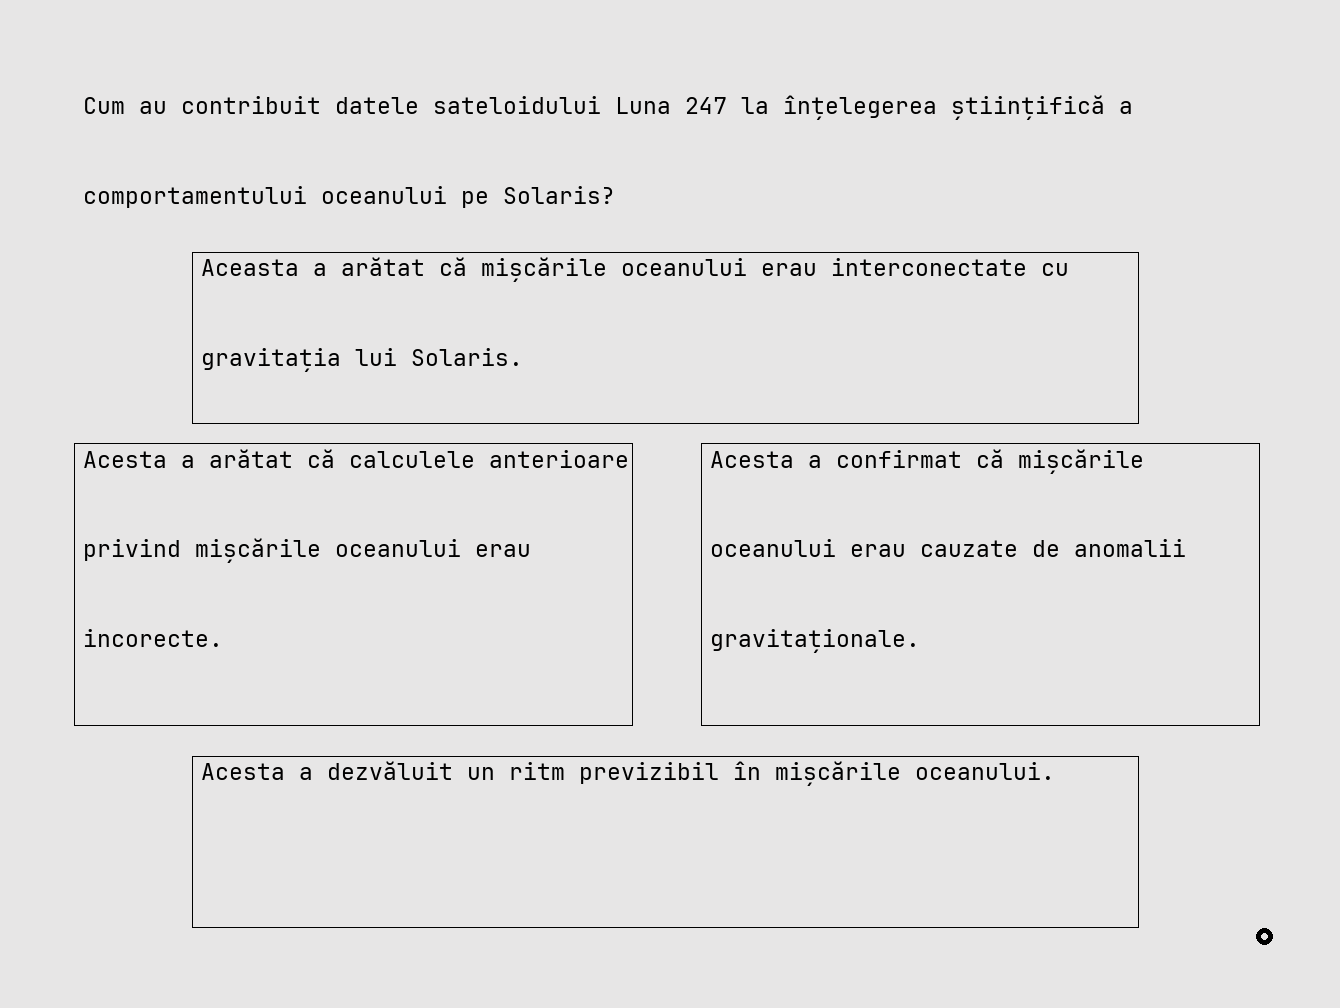 Cum au contribuit datele sateloidului Luna 247 la înțelegerea științifică a
comportamentului oceanului pe Solaris?
Aceasta a arătat că mișcările oceanului erau interconectate cu
gravitația lui Solaris.
Acesta a arătat că calculele anterioare
privind mișcările oceanului erau
incorecte.
Acesta a confirmat că mișcările
oceanului erau cauzate de anomalii
gravitaționale.
Acesta a dezvăluit un ritm previzibil în mișcările oceanului.